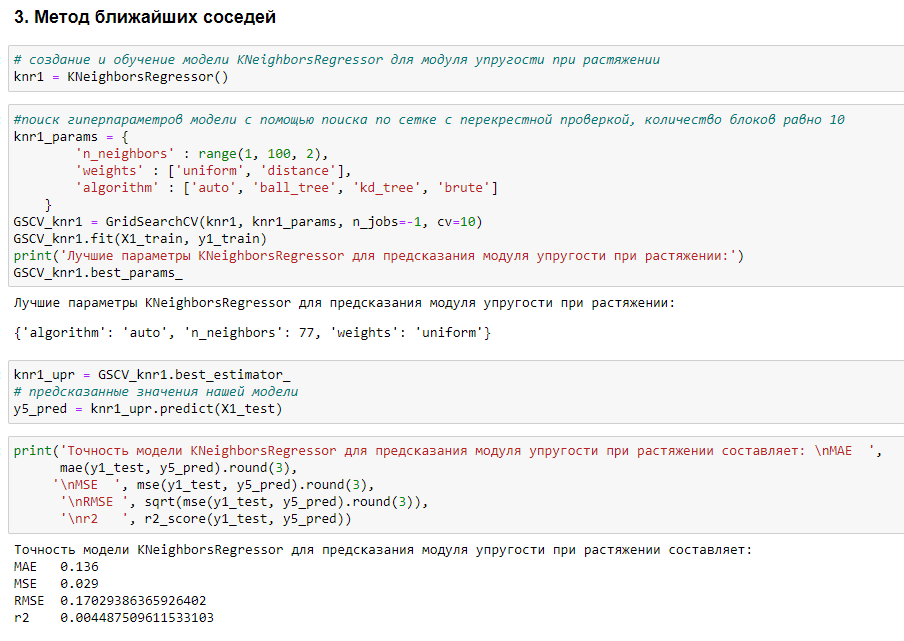 3. Метод ближайших соседей
# создание и обучение модели KNeighborsRegressor для модуля упругости при растяжении
knr1 = KNeighborsRegressor()
#поиск гиперпараметров модели с помощью поиска по сетке с перекрестной проверкой, количество блоков равно 10
knr1_params = {
'n_neighbors' : range(1, 100, 2),
'weights' : ['uniform', 'distance'],
'algorithm' : ['auto', 'ball_tree', 'kd_tree', 'brute']
}
GSCV_knr1 = GridSearchCV(knr1, knr1_params, n_jobs=-1, cv=10)
GSCV_knr1.fit(X1_train, y1_train)
print('Лучшие параметры KNeighborsRegressor для предсказания модуля упругости при растяжении:')
GSCV_knr1.best_params_
Лучшие параметры KNeighborsRegressor для предсказания модуля упругости при растяжении:
{'algorithm': 'auto', 'n_neighbors': 77, 'weights': 'uniform'}
knr1_upr = GSCV_knr1.best_estimator_
# предсказанные значения нашей модели
y5_pred = knr1_upr.predict(X1_test)
print('Точность модели KNeighborsRegressor для предсказания модуля упругости при растяжении составляет: \nMAE  ',
mae(y1_test, y5_pred).round(3),
'\nMSE  ', mse(y1_test, y5_pred).round(3),
'\nRMSE ', sqrt(mse(y1_test, y5_pred).round(3)),
'\nr2   ', r2_score(y1_test, y5_pred))
Точность модели KNeighborsRegressor для предсказания модуля упругости при растяжении составляет:
MAE   0.136
MSE   0.029
RMSE  0.17029386365926402
r2    0.004487509611533103